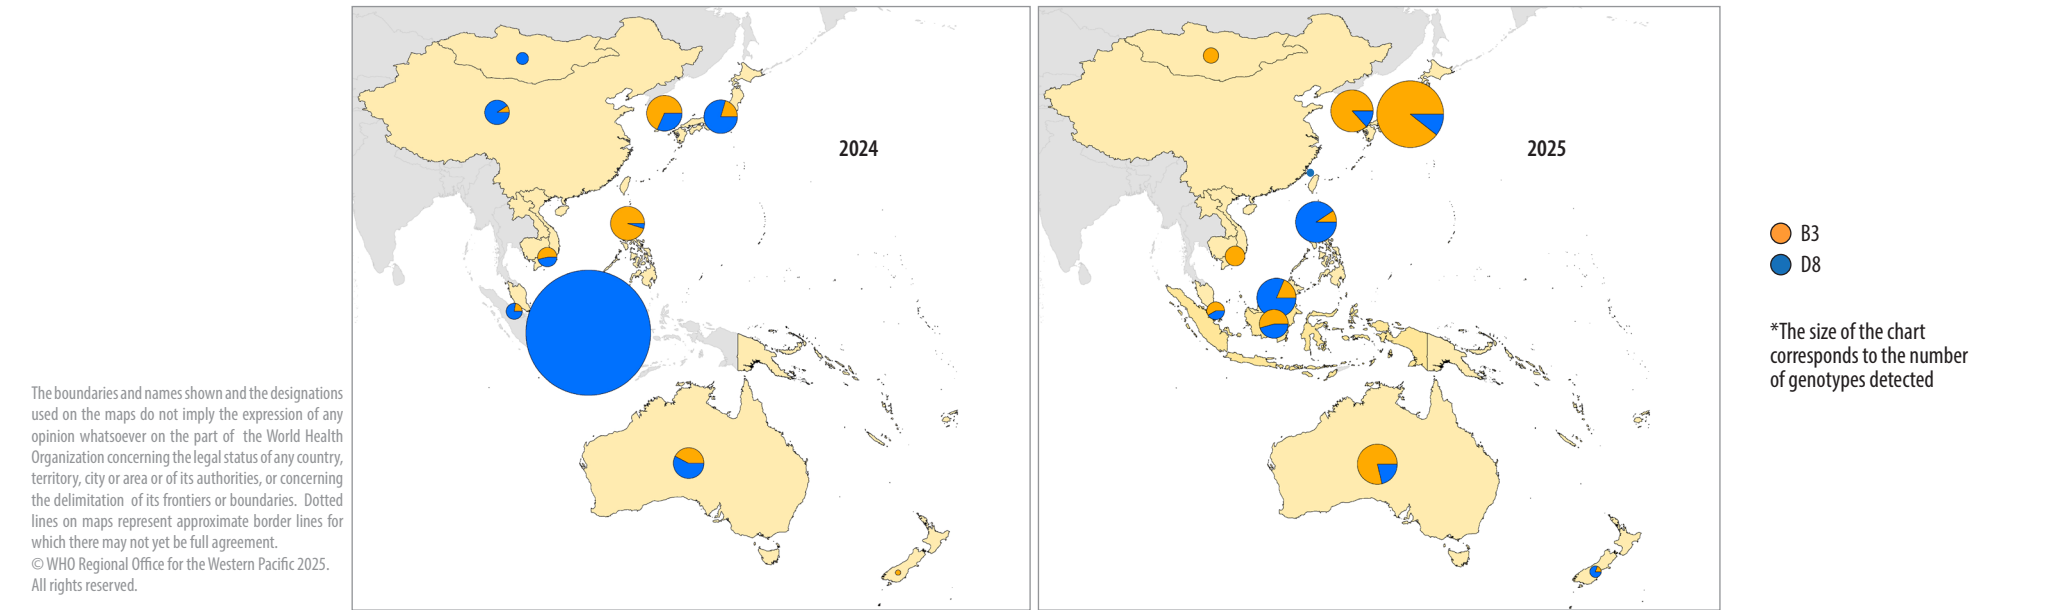 2024
2025
B3
D8
*The size of the chart
corresponds to the number
of genotypes detected
The boundaries and names shown and the designations
used on the maps do not imply the expression of any
opinion whatsoever on the part of the World Health
Organization concerning the legal status of any country,
territory, city or area or of its authorities, or concerning
the delimitation of its frontiers or boundaries. Dotted
lines on maps represent approximate border lines for
which there may not yet be full agreement.
© WHO Regional Office for the Western Pacific 2025.
All rights reserved.